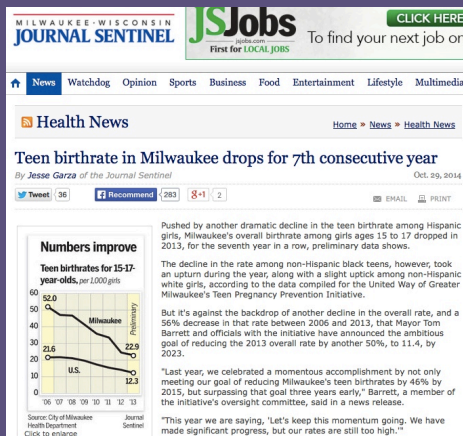 MILWAUKEE · WISCONSIN
JOURNAL SENTINEL
JSJobs
jsjobs.com
First for LOCAL JOBS
CLICK HERE
To find your next job on
News Watchdog Opinion Sports Business Food Entertainment Lifestyle Multimedia
Health News
Home » News » Health News
Teen birthrate in Milwaukee drops for 7th consecutive year
By Jesse Garza of the Journal Sentinel
Oct. 29, 2014
Tweet 36 Recommend 283 g+1 2
EMAIL PRINT
Numbers improve
Teen birthrates for 15-17-
year-olds, per 1,000 girls
60
50
40
30
20
10
0
52.0
Milwaukee
Preliminary
22.9
21.6
U.S.
12.3
'06 '07 '08 '09 '10 '11 '12 '13
Source: City of Milwaukee
Health Department
Journal
Sentinel
Click to enlarge
Pushed by another dramatic decline in the teen birthrate among Hispanic
girls, Milwaukee's overall birthrate among girls ages 15 to 17 dropped in
2013, for the seventh year in a row, preliminary data shows.
The decline in the rate among non-Hispanic black teens, however, took
an upturn during the year, along with a slight uptick among non-Hispanic
white girls, according to the data compiled for the United Way of Greater
Milwaukee's Teen Pregnancy Prevention Initiative.
But it's against the backdrop of another decline in the overall rate, and a
56% decrease in that rate between 2006 and 2013, that Mayor Tom
Barrett and officials with the initiative have announced the ambitious
goal of reducing the 2013 overall rate by another 50%, to 11.4, by
2023.
"Last year, we celebrated a momentous accomplishment by not only
meeting our goal of reducing Milwaukee's teen birthrates by 46% by
2015, but surpassing that goal three years early," Barrett, a member of
the initiative's oversight committee, said in a news release.
"This year we are saying, 'Let's keep this momentum going. We have
made significant progress, but our rates are still too high.'"